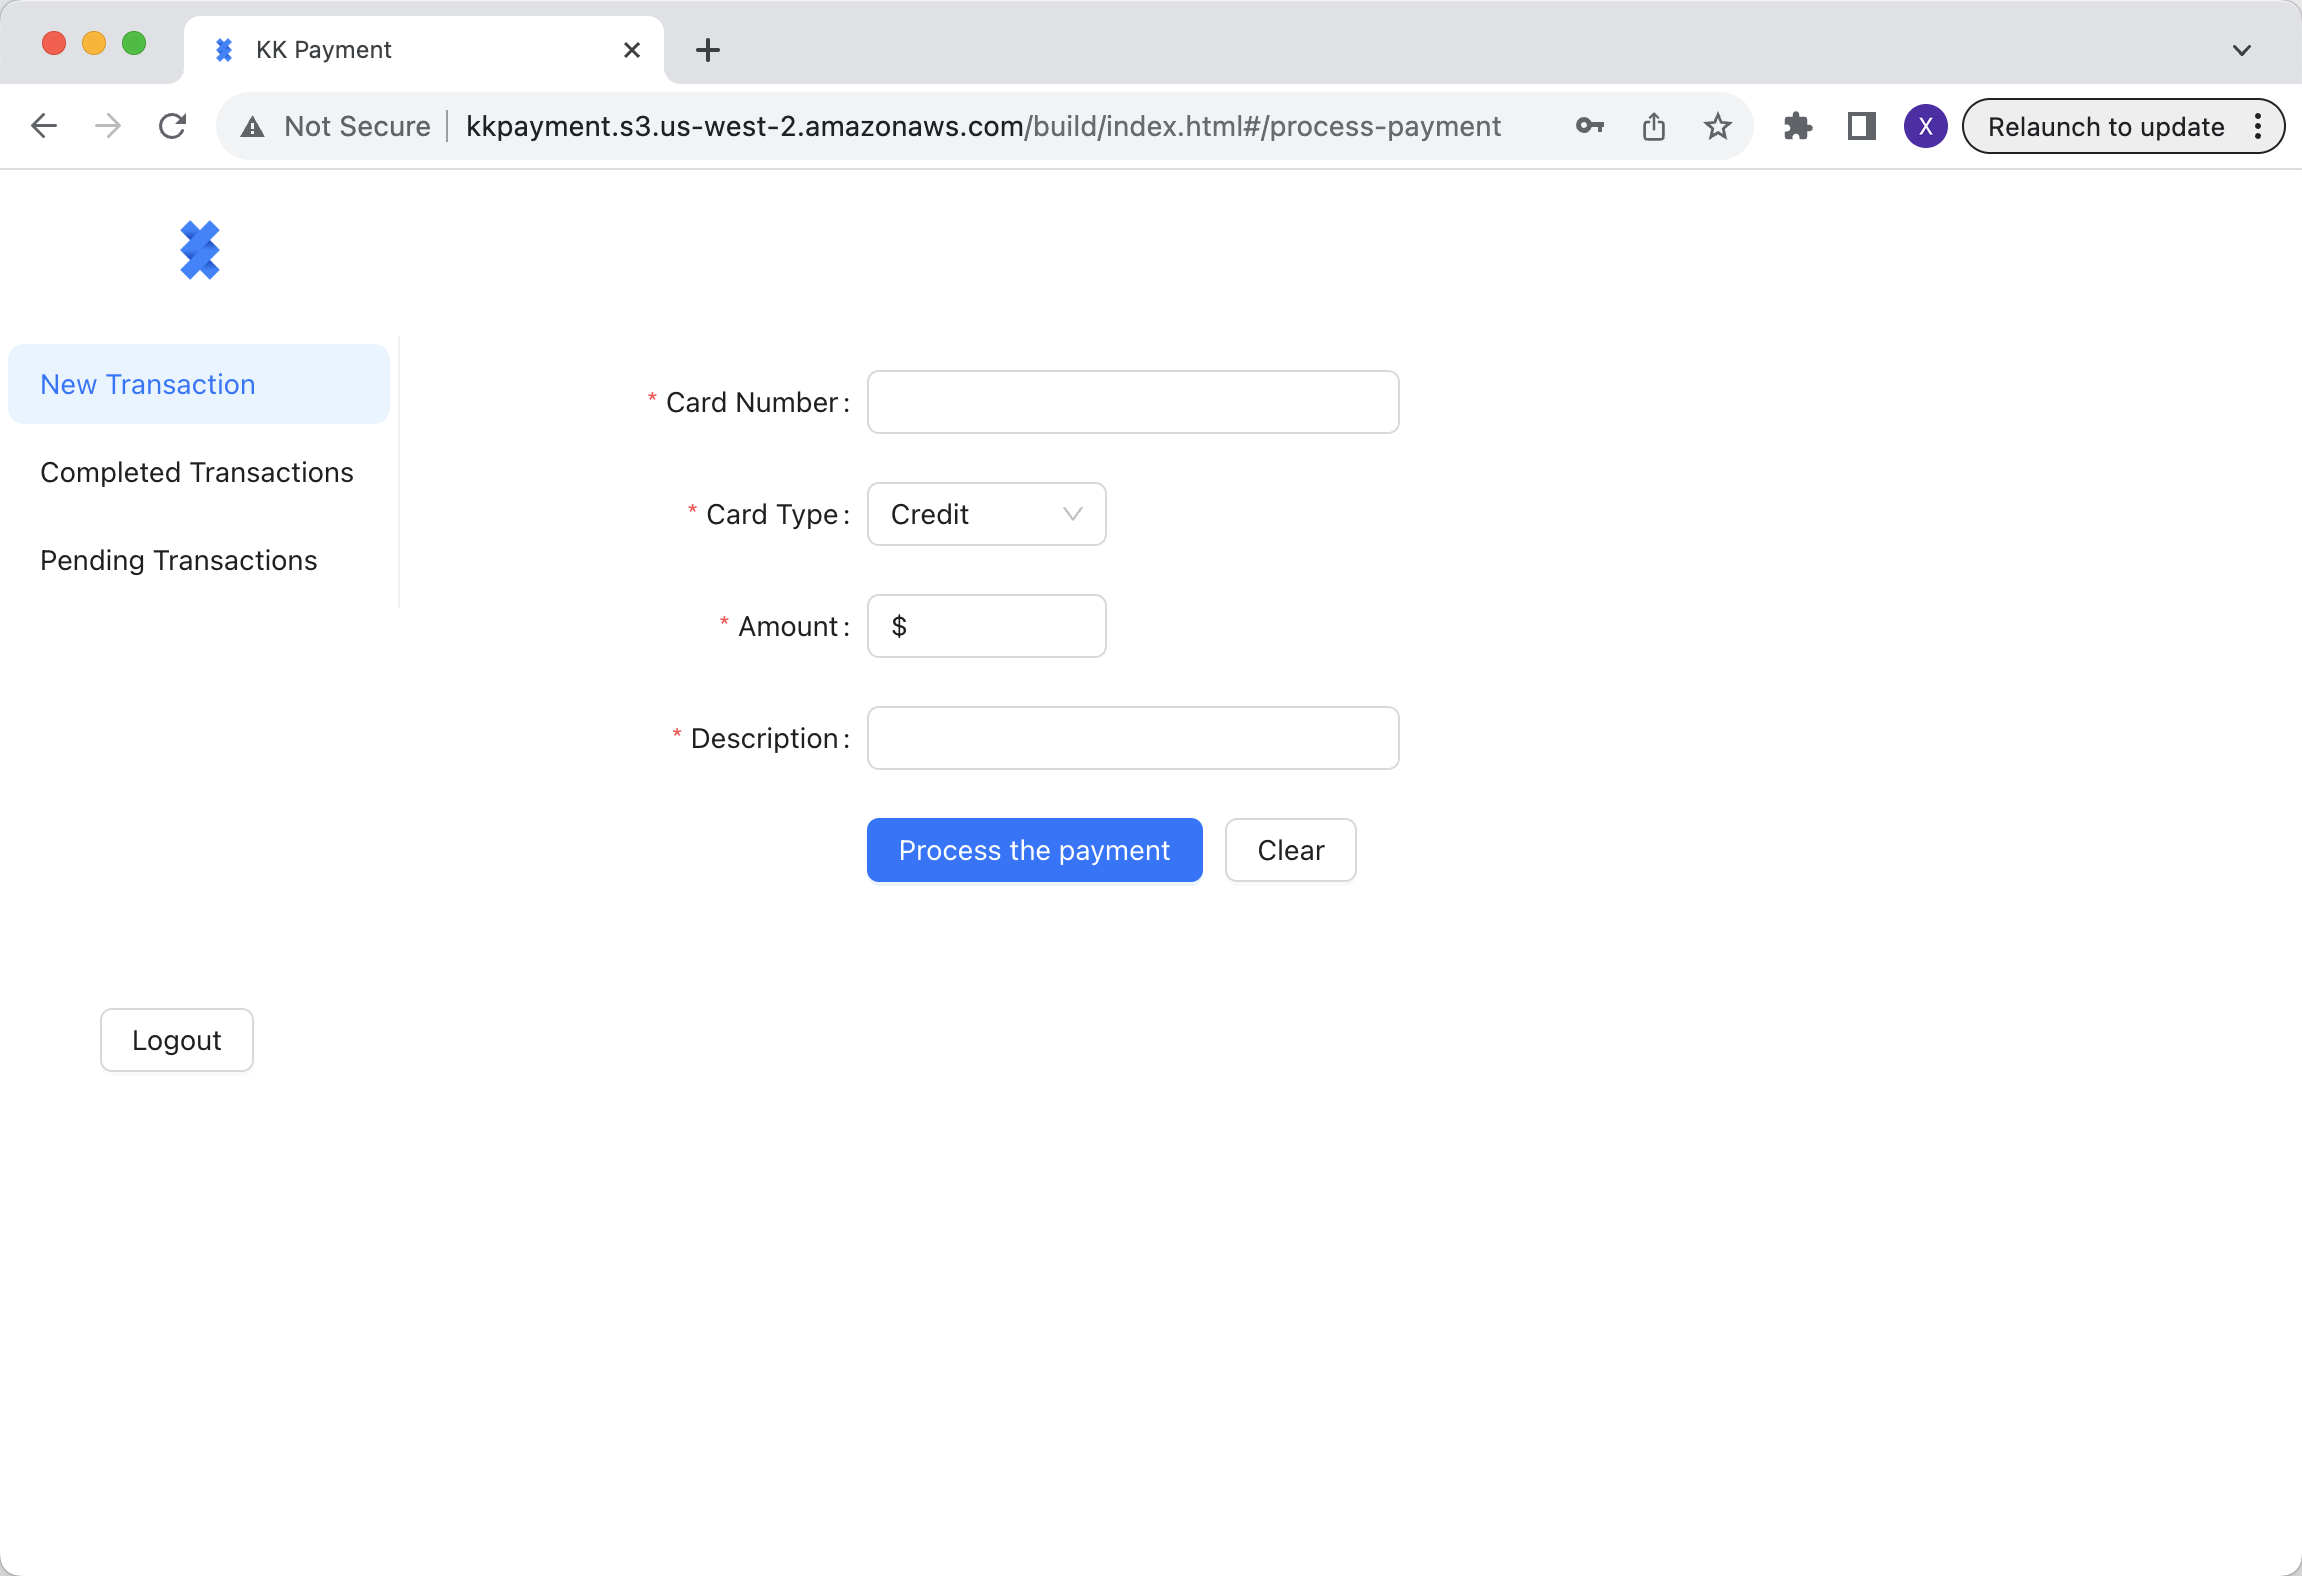 KK Payment
Not Secure
kkpayment.s3.us-west-2.amazonaws.com/build/index.html#/process-payment
X
Relaunch to update
New Transaction
Completed Transactions
Pending Transactions
* Card Number:
* Card Type: Credit
* Amount: $
* Description:
Process the payment Clear
Logout